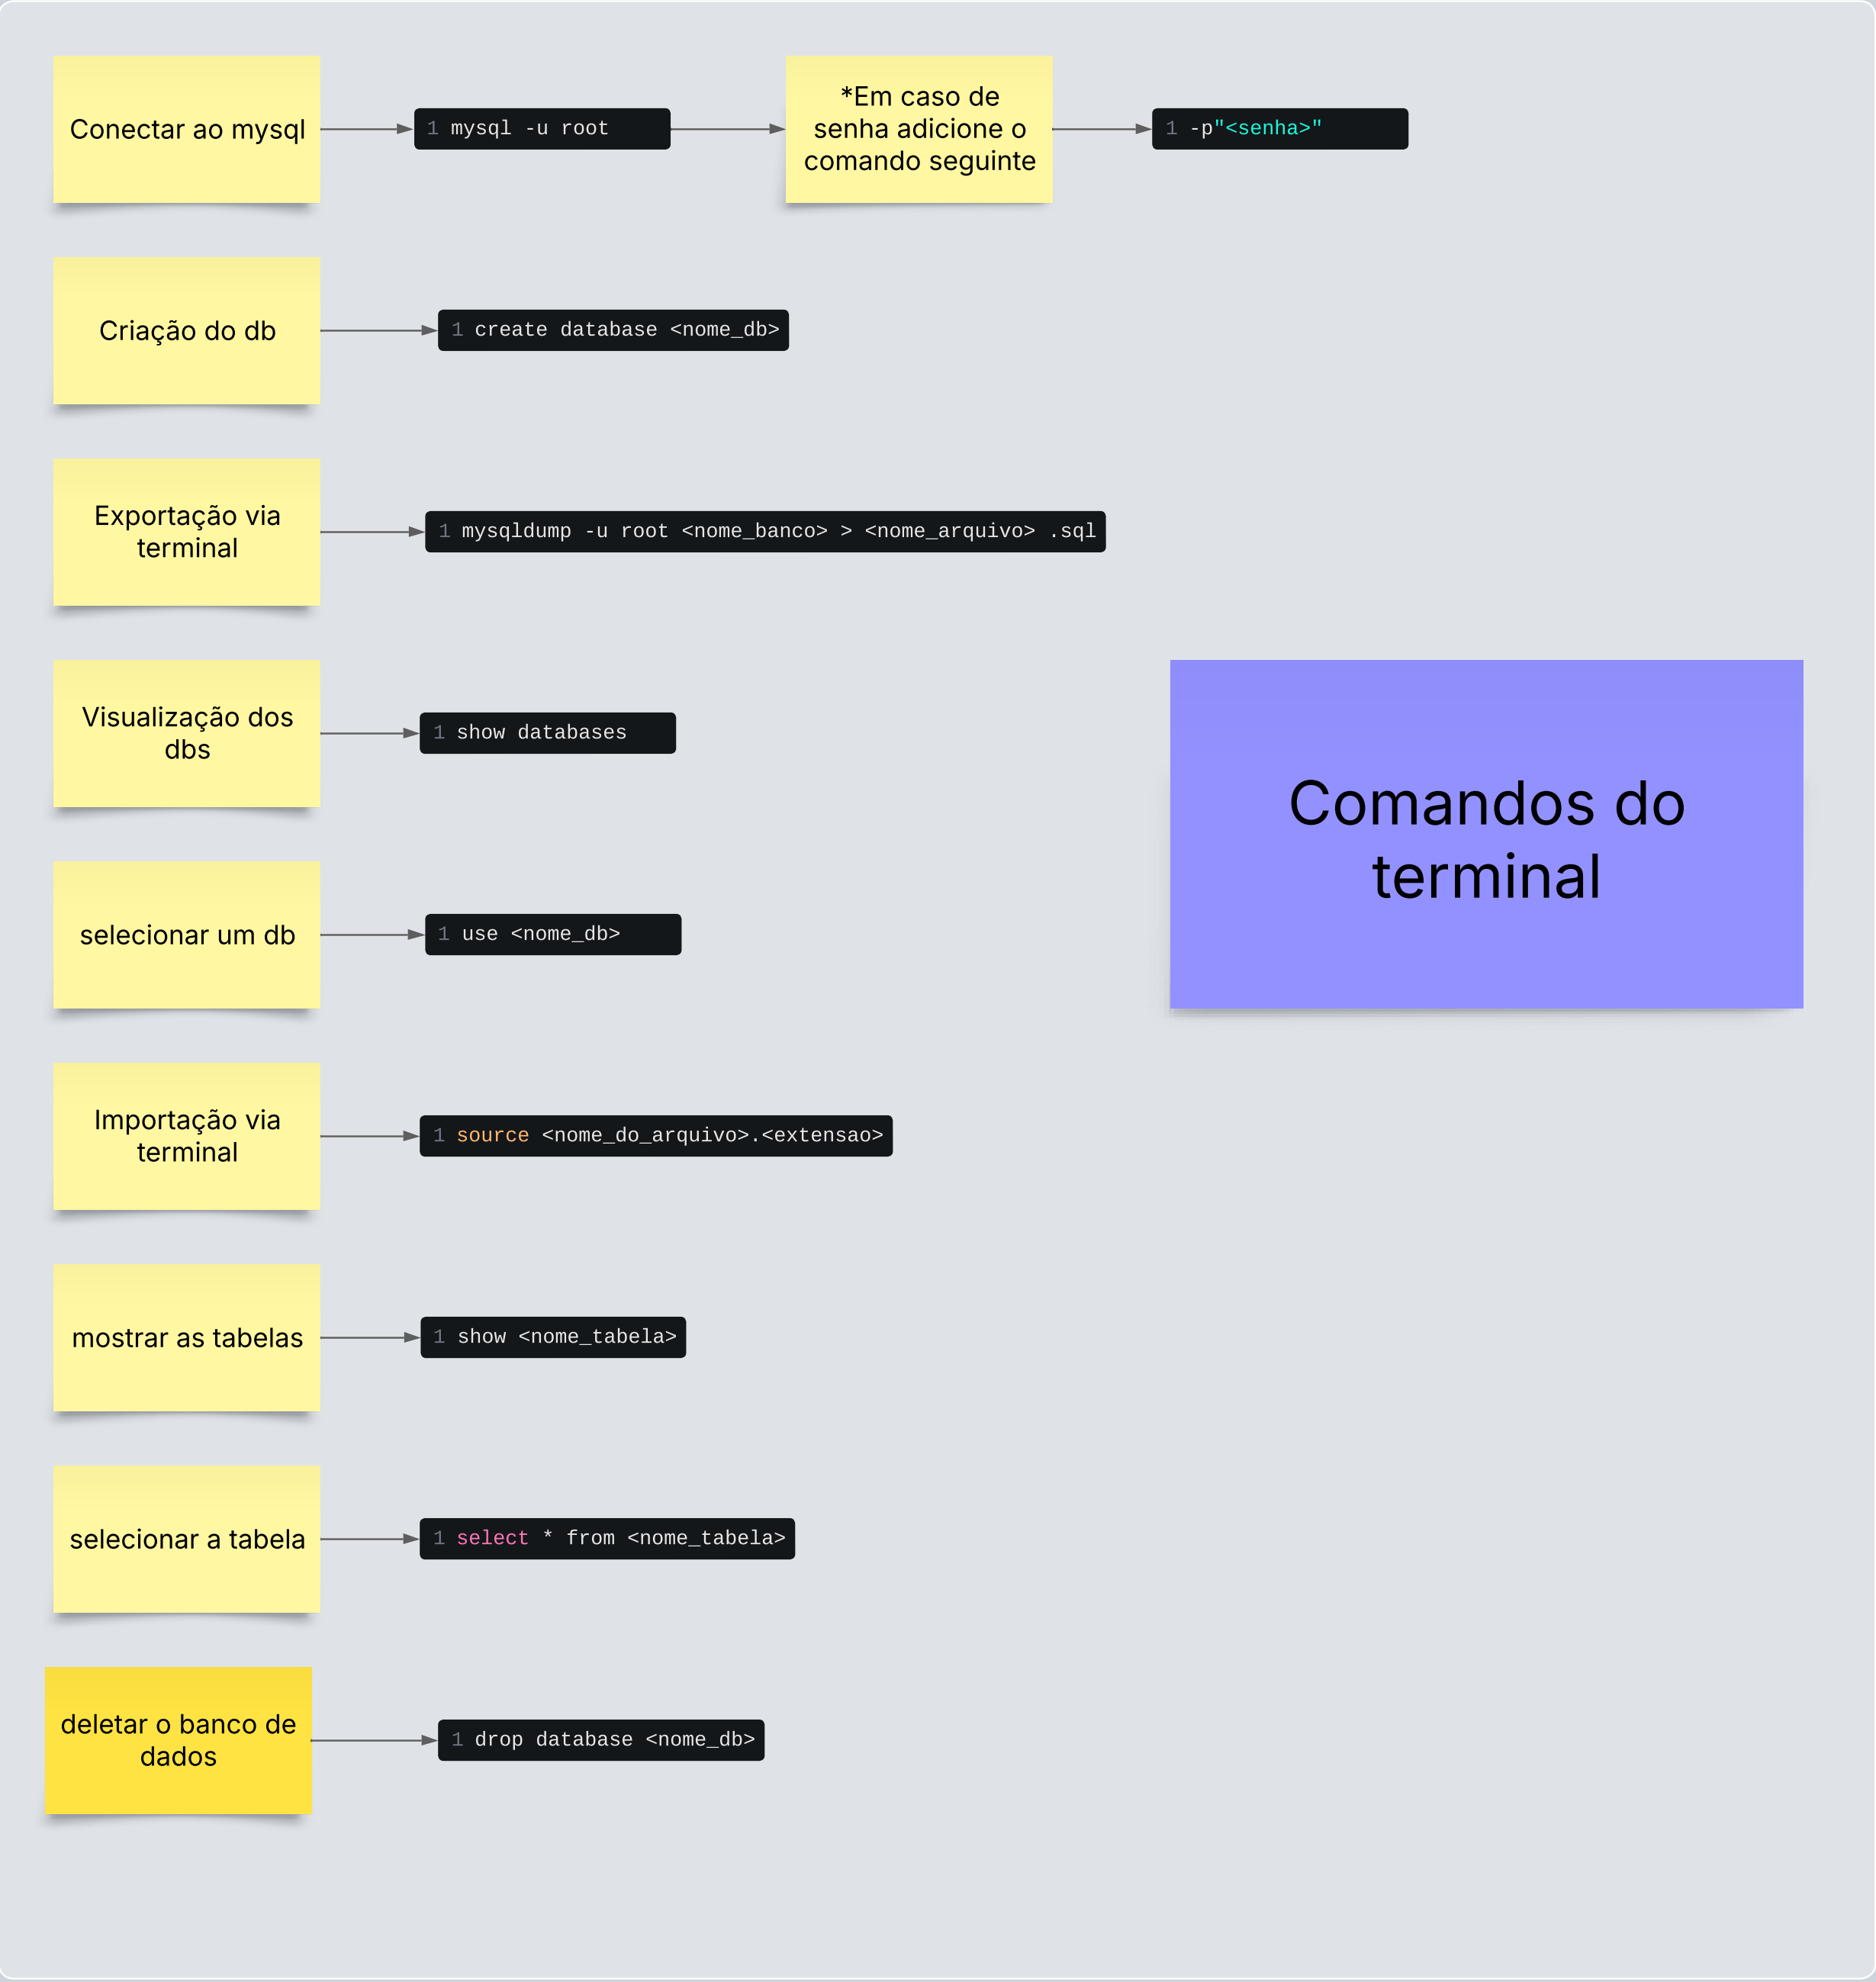 Conectar ao mysql
1 mysql -u root
*Em caso de
senha adicione o
comando seguinte
1 -p"<senha>"
Criação do db
1 create database <nome_db>
Exportação via
terminal
1 mysqldump -u root <nome_banco> > <nome_arquivo> .sql
Visualização dos
dbs
1 show databases
Comandos do
terminal
selecionar um db
1 use <nome_db>
Importação via
terminal
1 source <nome_do_arquivo>.<extensao>
mostrar as tabelas
1 show <nome_tabela>
selecionar a tabela
1 select * from <nome_tabela>
deletar o banco de
dados
1 drop database <nome_db>